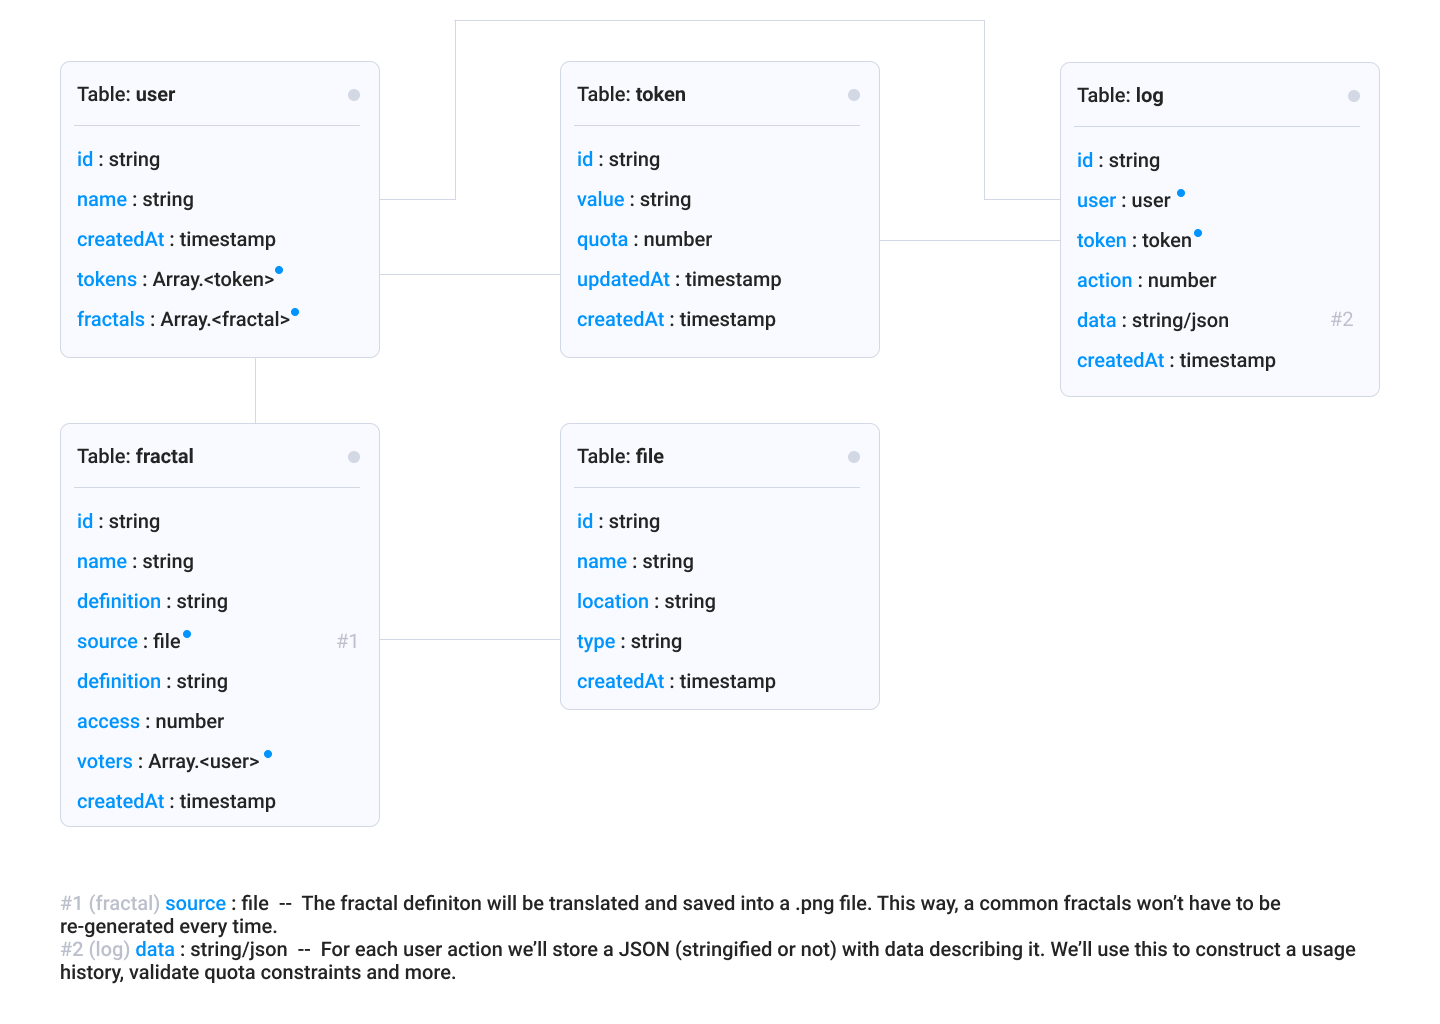 Table: user
id : string
name : string
createdAt : timestamp
tokens : Array.<token>
fractals : Array.<fractal>
Table: token
id : string
value : string
quota : number
updatedAt : timestamp
createdAt : timestamp
Table: log
id : string
user : user
token : token
action : number
data : string/json #2
createdAt : timestamp
Table: fractal
id : string
name : string
definition : string
source : file #1
definition : string
access : number
voters : Array.<user>
createdAt : timestamp
Table: file
id : string
name : string
location : string
type : string
createdAt : timestamp
#1 (fractal) source : file -- The fractal definiton will be translated and saved into a .png file. This way, a common fractals won't have to be
re-generated every time.
#2 (log) data : string/json -- For each user action we'll store a JSON (stringified or not) with data describing it. We'll use this to construct a usage
history, validate quota constraints and more.